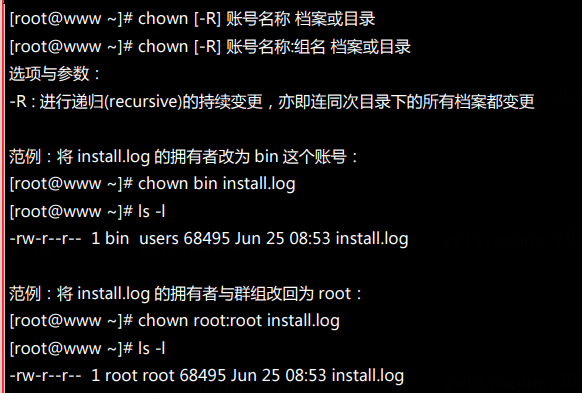 [root@www ~]# chown [-R] 账号名称 档案或目录
[root@www ~]# chown [-R] 账号名称:组名 档案或目录
选项与参数：
-R : 进行递归(recursive)的持续变更，亦即连同次目录下的所有档案都变更
范例：将 install.log 的拥有者改为 bin 这个账号：
[root@www ~]# chown bin install.log
[root@www ~]# ls -l
-rw-r--r--  1 bin  users 68495 Jun 25 08:53 install.log
范例：将 install.log 的拥有者与群组改回为 root：
[root@www ~]# chown root:root install.log
[root@www ~]# ls -l
-rw-r--r--  1 root root 68495 Jun 25 08:53 install.log